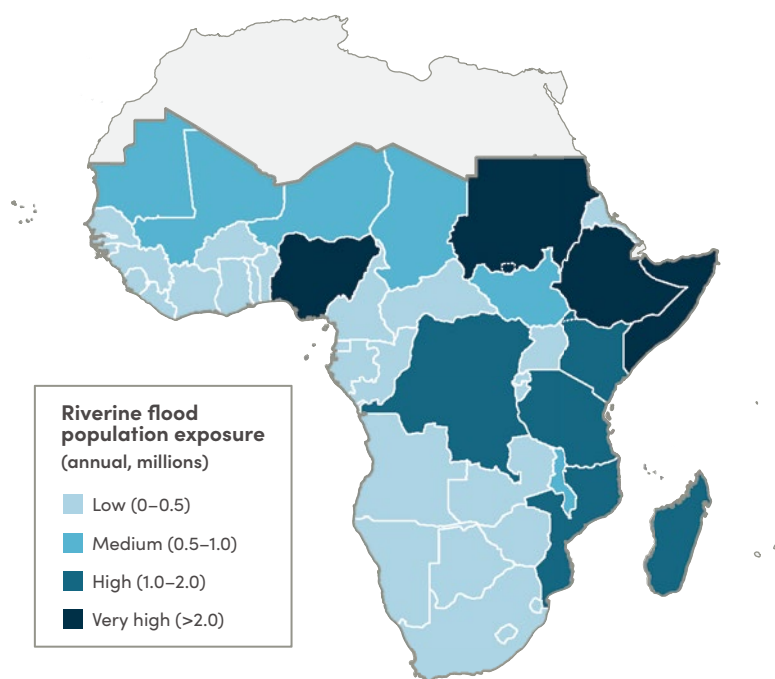 Riverine flood
population exposure
(annual, millions)
Low (0–0.5)
Medium (0.5–1.0)
High (1.0–2.0)
Very high (>2.0)